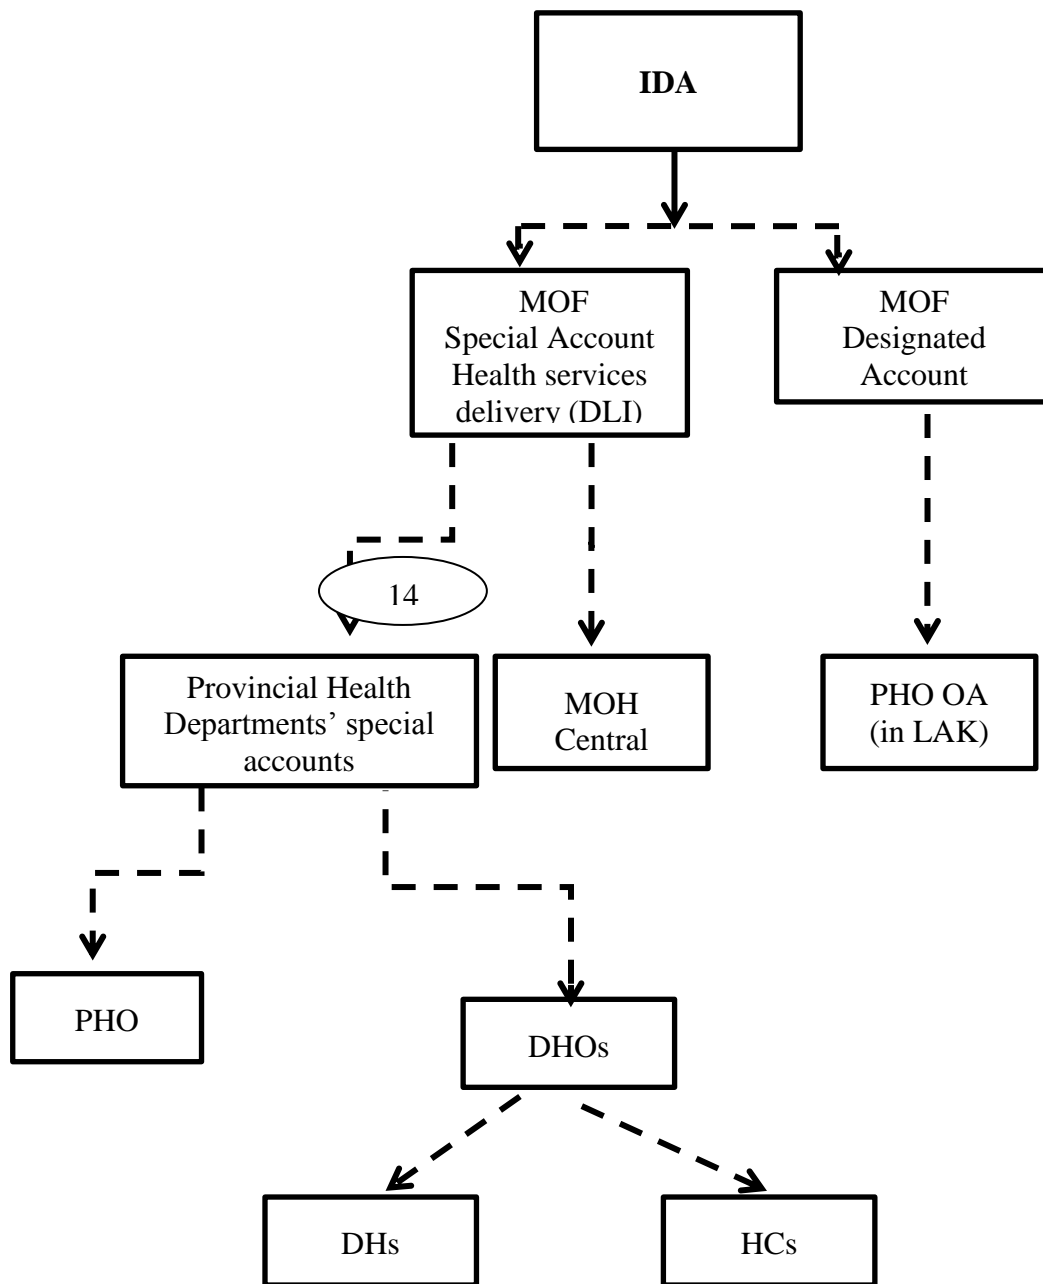 IDA
MOF
Special Account
Health services
delivery (DLI)
MOF
Designated
Account
14
Provincial Health
Departments’ special
accounts
MOH
Central
PHO OA
(in LAK)
PHO
DHOs
DHs
HCs